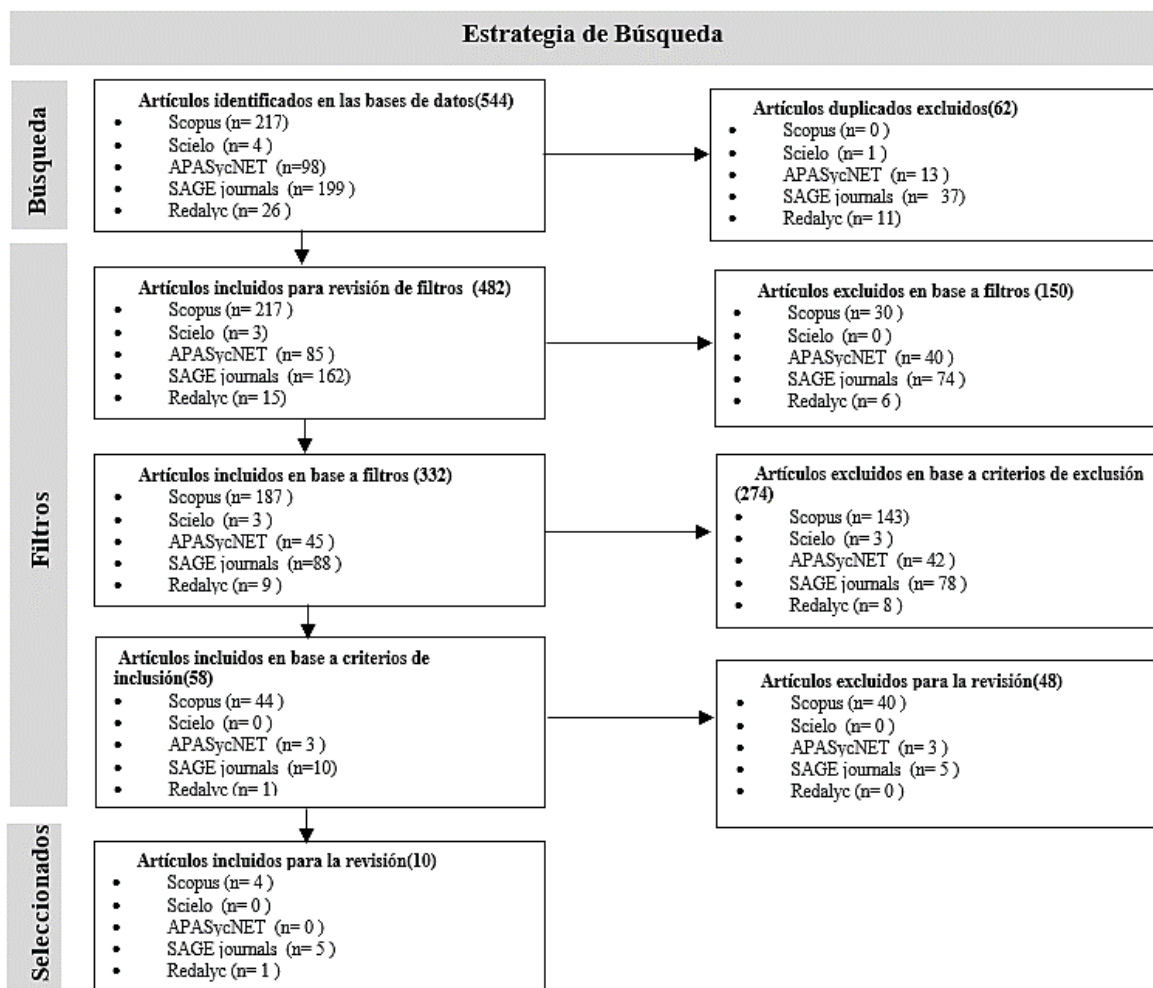 Estrategia de Búsqueda
Búsqueda
Artículos identificados en las bases de datos(544)
• Scopus (n= 217)
• Scielo (n= 4 )
• APASycNET (n=98)
• SAGE journals (n= 199 )
• Redalyc (n= 26 )
Artículos duplicados excluidos(62)
• Scopus (n= 0 )
• Scielo (n= 1 )
• APASycNET (n= 13 )
• SAGE journals (n= 37)
• Redalyc (n= 11)
Filtros
Artículos incluidos para revisión de filtros (482)
• Scopus (n= 217)
• Scielo (n= 3)
• APASycNET (n= 85 )
• SAGE journals (n= 162)
• Redalyc (n= 15)
Artículos excluidos en base a filtros (150)
• Scopus (n= 30 )
• Scielo (n= 0 )
• APASycNET (n= 40 )
• SAGE journals (n= 74 )
• Redalyc (n= 6 )
Artículos incluidos en base a filtros (332)
• Scopus (n= 187 )
• Scielo (n= 3 )
• APASycNET (n= 45 )
• SAGE journals (n=88 )
• Redalyc (n= 9 )
Artículos excluidos en base a criterios de exclusión
(274)
• Scopus (n= 143)
• Scielo (n= 3 )
• APASycNET (n= 42 )
• SAGE journals (n= 78 )
• Redalyc (n= 8 )
Artículos incluidos en base a criterios de
inclusión(58)
• Scopus (n= 44 )
• Scielo (n= 0 )
• APASycNET (n= 3 )
• SAGE journals (n=10)
• Redalyc (n= 1)
Artículos excluidos para la revisión(48)
• Scopus (n= 40 )
• Scielo (n= 0 )
• APASycNET (n= 3 )
• SAGE journals (n= 5 )
• Redalyc (n= 0 )
Seleccionados
Artículos incluidos para la revisión(10)
• Scopus (n= 4 )
• Scielo (n= 0 )
• APASycNET (n= 0 )
• SAGE journals (n= 5 )
• Redalyc (n= 1 )